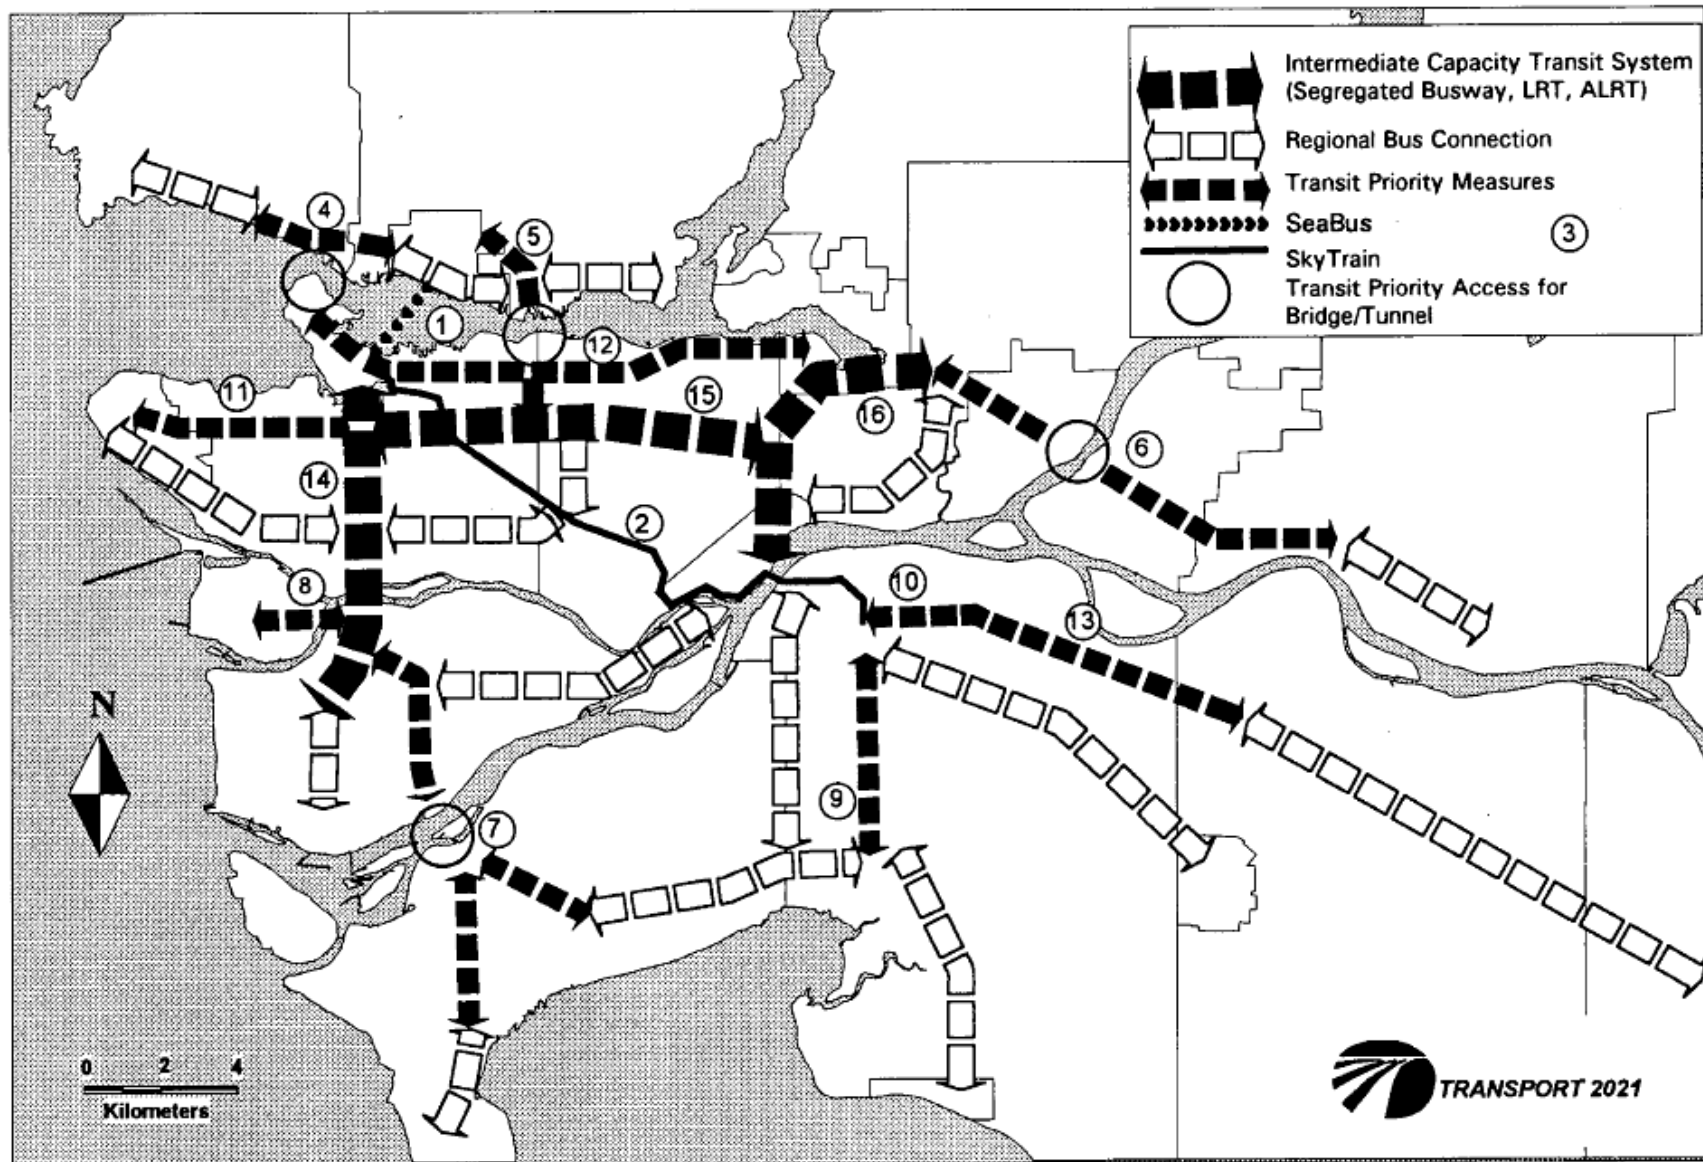 Intermediate Capacity Transit System
(Segregated Busway, LRT, ALRT)
Regional Bus Connection
Transit Priority Measures
SeaBus
SkyTrain
Transit Priority Access for
Bridge/Tunnel
3
4
5
1
12
11
15
16
6
14
2
8
10
13
N
9
7
0 2 4
Kilometers
TRANSPORT 2021